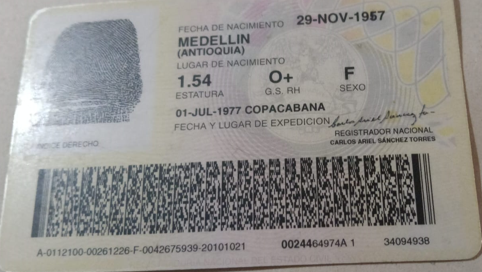 FECHA DE NACIMIENTO 29-NOV-1957
MEDELLIN
(ANTIOQUIA)
LUGAR DE NACIMIENTO
1.54 O+ F
ESTATURA G.S. RH SEXO
01-JUL-1977 COPACABANA
FECHA Y LUGAR DE EXPEDICION
REGISTRADOR NACIONAL
CARLOS ARIEL SÁNCHEZ TORRES
INDICE DERECHO
A-0112100-00261226-F-0042675939-20101021 0024464974A 1 34094938